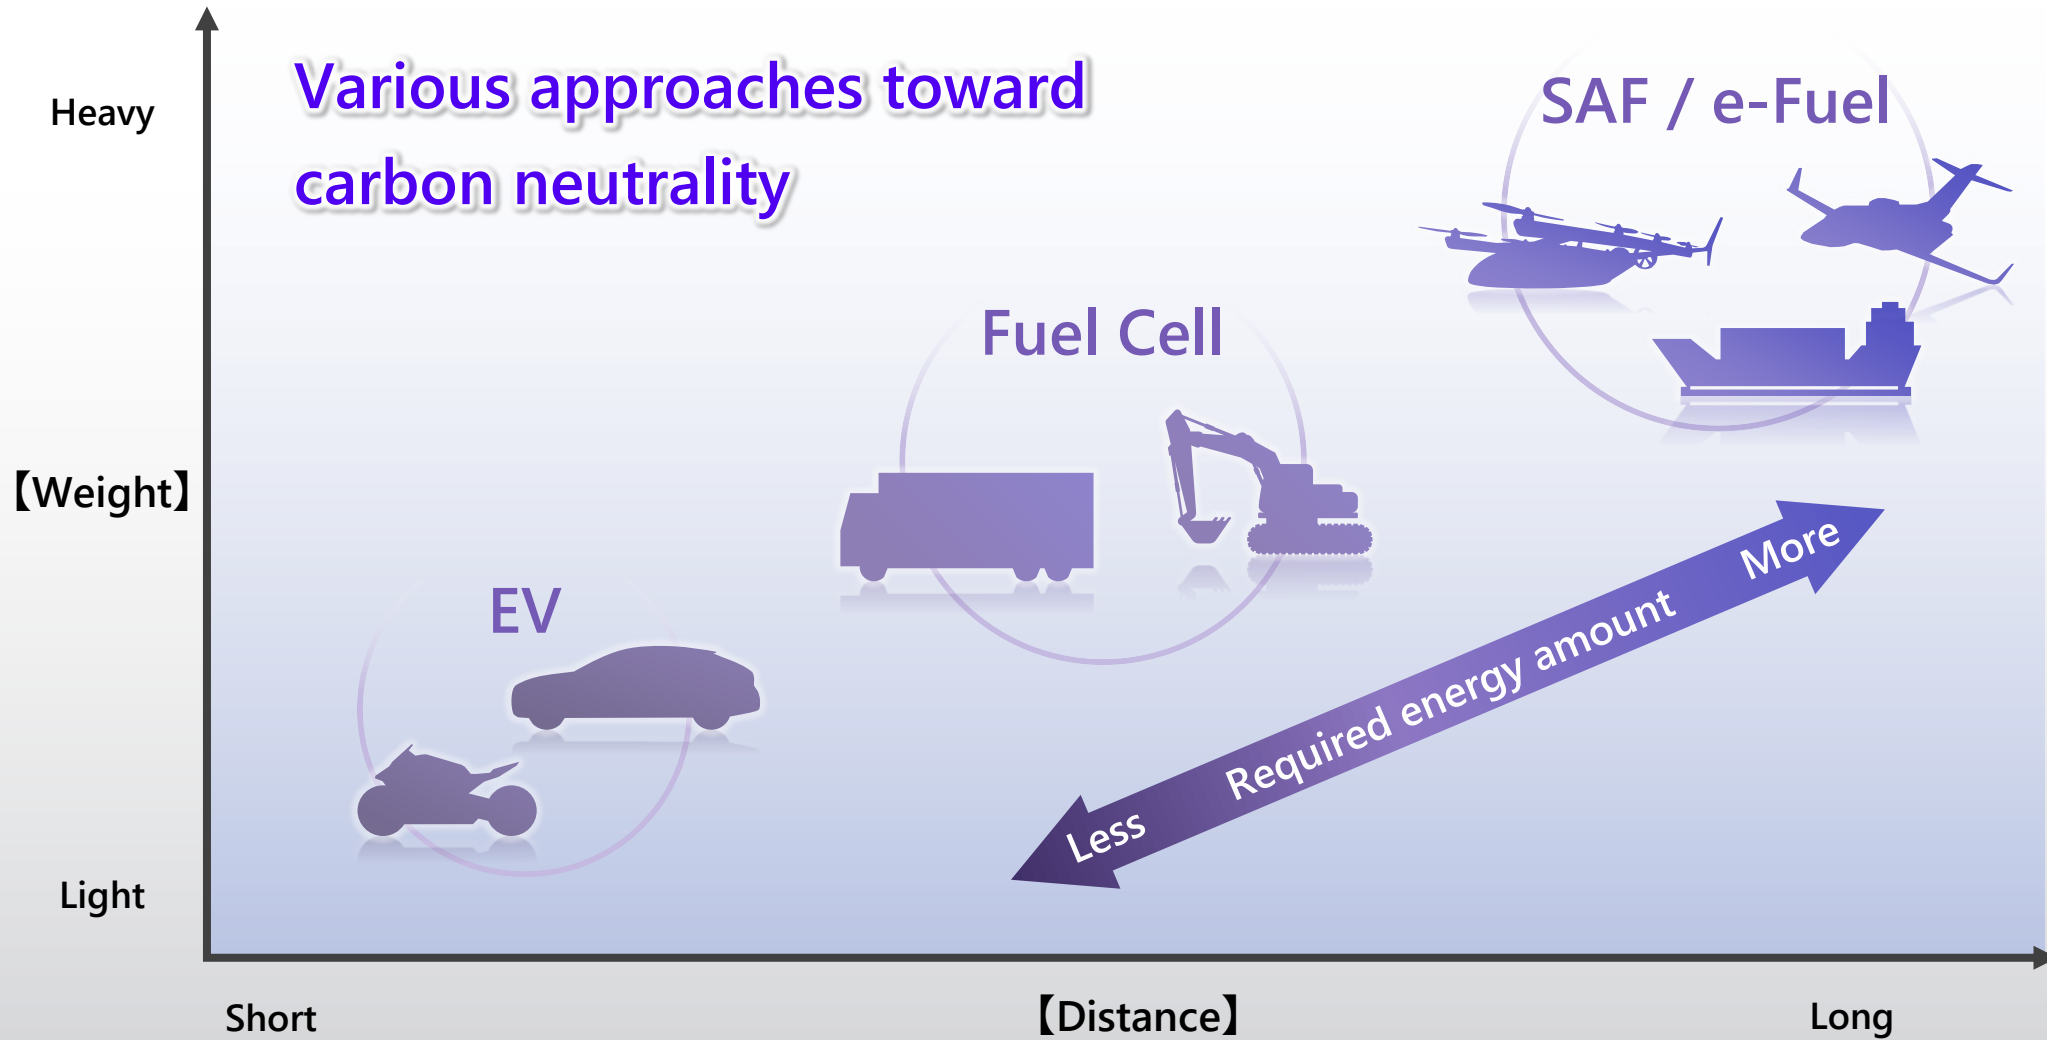 Various approaches toward
carbon neutrality
Heavy
【Weight】
Light
SAF / e-Fuel
Fuel Cell
EV
More
Required energy amount
Less
Short
【Distance】
Long